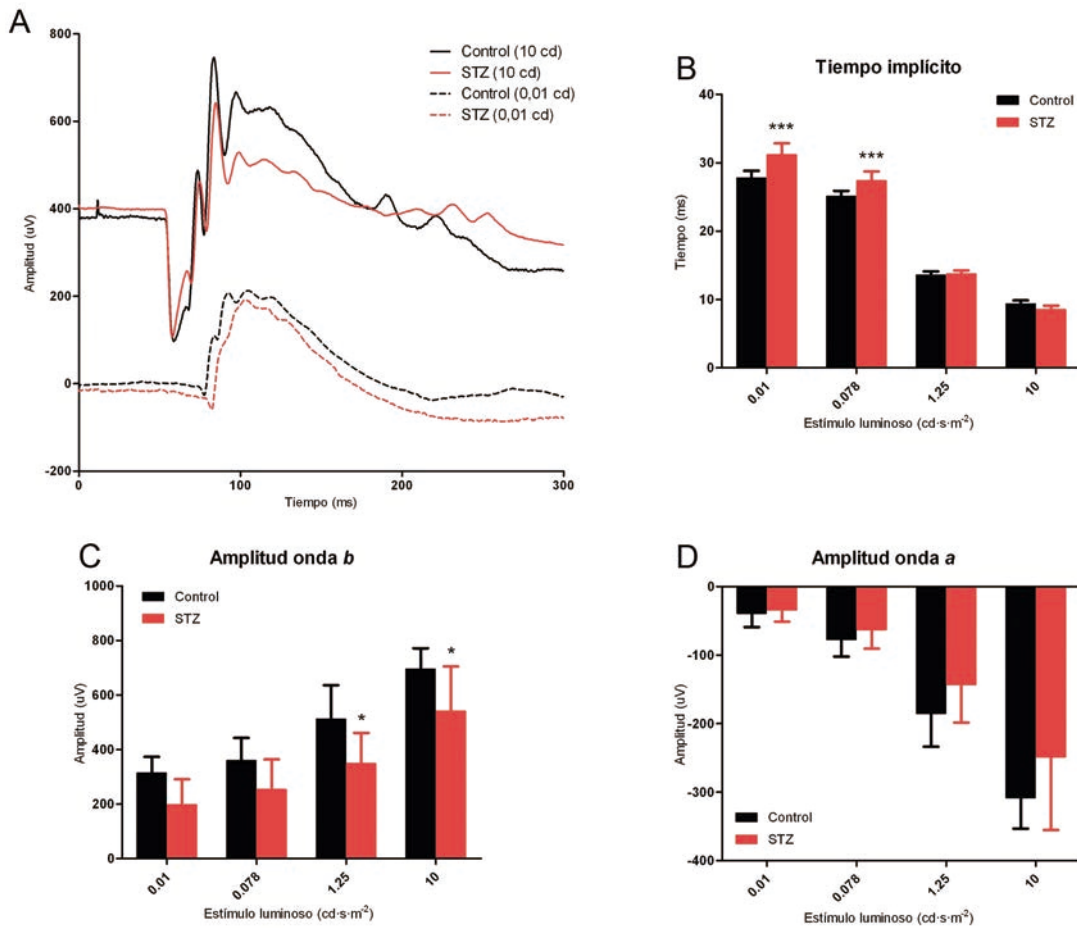 A
800
600
400
200
0
-200
Amplitud (uV)
0
100
200
300
Tiempo (ms)
Control (10 cd)
STZ (10 cd)
Control (0,01 cd)
STZ (0,01 cd)
B
Tiempo implícito
40
30
20
10
0
Tiempo (ms)
Control
STZ
***
***
0.01
0.078
1.25
10
Estímulo luminoso (cd·s·m-2)
C
Amplitud onda b
1000
800
600
400
200
0
Amplitud (uV)
Control
STZ
*
*
0.01
0.078
1.25
10
Estímulo luminoso (cd·s·m-2)
D
Amplitud onda a
0
-100
-200
-300
-400
Amplitud (uV)
Control
STZ
0.01
0.078
1.25
10
Estímulo luminoso (cd·s·m-2)